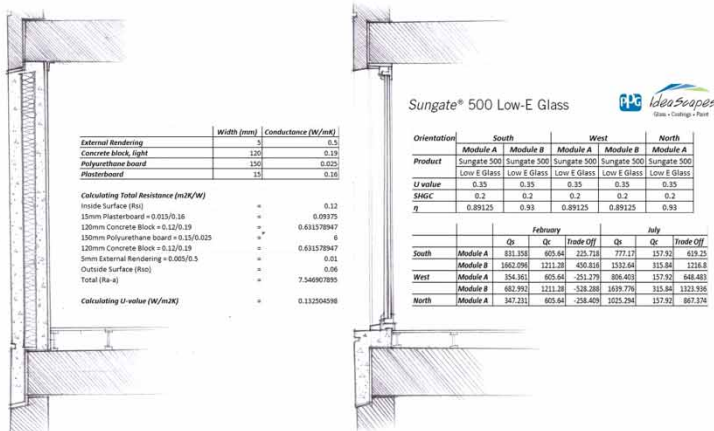 Width (mm) Conductance (W/mK)
External Rendering 5 0.5
Concrete block, light 120 0.19
Polyurethane board 150 0.025
Plasterboard 15 0.16
Calculating Total Resistance (m2K/W)
Inside Surface (Rsi) = 0.12
15mm Plasterboard = 0.015/0.16 = 0.09375
120mm Concrete Block = 0.12/0.19 = 0.631578947
150mm Polyurethane board = 0.15/0.025 = 6
120mm Concrete Block = 0.12/0.19 = 0.631578947
5mm External Rendering = 0.005/0.5 = 0.01
Outside Surface (Rso) = 0.06
Total (Ra-a) = 7.546907895
Calculating U-value (W/m2K) = 0.132504598
Sungate® 500 Low-E Glass
PPG IdeaScapes
Glass • Coatings • Paint
Orientation South West North
Module A Module B Module A Module B Module A
Product Sungate 500 Sungate 500 Sungate 500 Sungate 500 Sungate 500
Low E Glass Low E Glass Low E Glass Low E Glass Low E Glass
U value 0.35 0.35 0.35 0.35 0.35
SHGC 0.2 0.2 0.2 0.2 0.2
η 0.89125 0.93 0.89125 0.89125 0.93
February July
Qs Qc Trade Off Qs Qc Trade Off
South Module A 831.358 605.64 225.718 777.17 157.92 619.25
Module B 1662.096 1211.28 450.816 1532.64 315.84 1216.8
West Module A 354.361 605.64 -251.279 806.403 157.92 648.483
Module B 682.992 1211.28 -528.288 1639.776 315.84 1323.936
North Module A 347.231 605.64 -258.409 1025.294 157.92 867.374